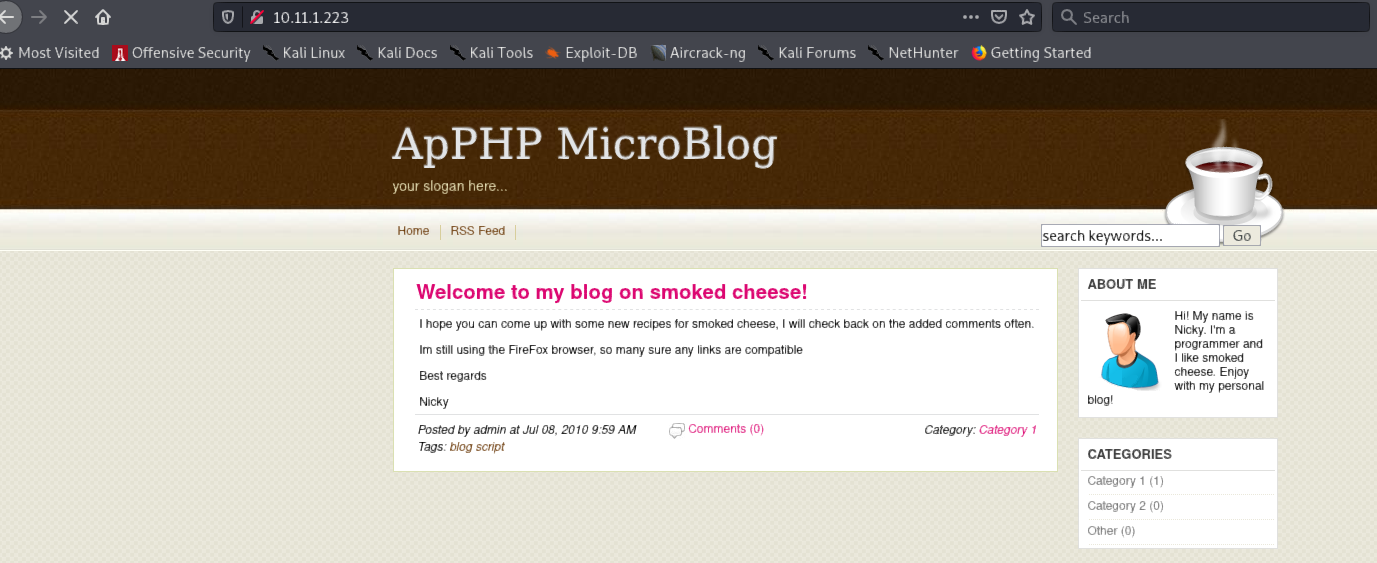 10.11.1.223
Search
Most Visited Offensive Security Kali Linux Kali Docs Kali Tools Exploit-DB Aircrack-ng Kali Forums NetHunter Getting Started
ApPHP MicroBlog
your slogan here...
Home RSS Feed
search keywords... Go
Welcome to my blog on smoked cheese!
I hope you can come up with some new recipes for smoked cheese, I will check back on the added comments often.
Im still using the FireFox browser, so many sure any links are compatible
Best regards
Nicky
Posted by admin at Jul 08, 2010 9:59 AM Comments (0) Category: Category 1
Tags: blog script
ABOUT ME
Hi! My name is
Nicky. I'm a
programmer and
I like smoked
cheese. Enjoy
with my personal
blog!
CATEGORIES
Category 1 (1)
Category 2 (0)
Other (0)